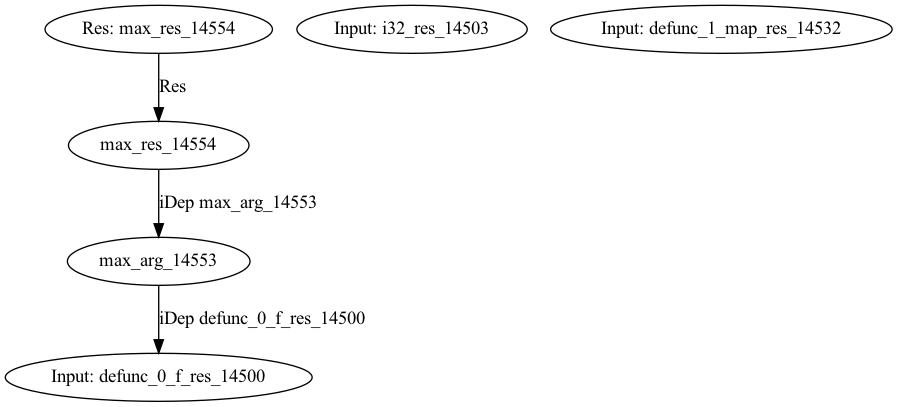 Res: max_res_14554
Input: i32_res_14503
Input: defunc_1_map_res_14532
Res
max_res_14554
iDep max_arg_14553
max_arg_14553
iDep defunc_0_f_res_14500
Input: defunc_0_f_res_14500